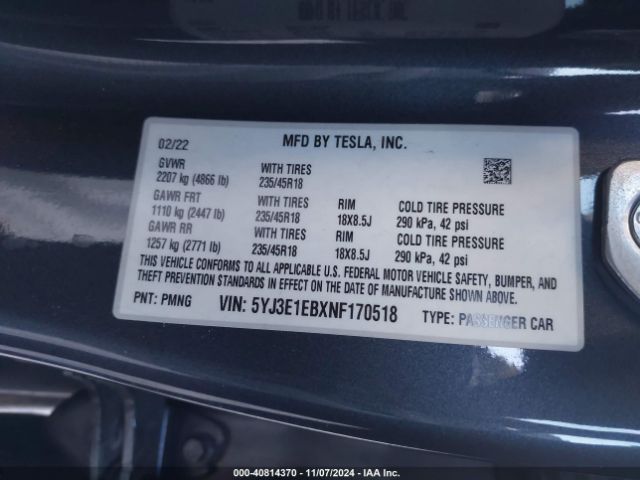 02/22 MFD BY TESLA, INC.
GVWR
2207 kg (4866 lb) WITH TIRES 235/45R18
GAWR FRT
1110 kg (2447 lb) WITH TIRES 235/45R18 RIM 18X8.5J COLD TIRE PRESSURE 290 kPa, 42 psi
GAWR RR
1257 kg (2771 lb) WITH TIRES 235/45R18 RIM 18X8.5J COLD TIRE PRESSURE 290 kPa, 42 psi
THIS VEHICLE CONFORMS TO ALL APPLICABLE U.S. FEDERAL MOTOR VEHICLE SAFETY, BUMPER, AND
THEFT PREVENTION STANDARDS IN EFFECT ON THE DATE OF MANUFACTURE SHOWN ABOVE.
PNT: PMNG VIN: 5YJ3E1EBXNF170518 TYPE: PASSENGER CAR
000-40814370 - 11/07/2024 - IAA Inc.